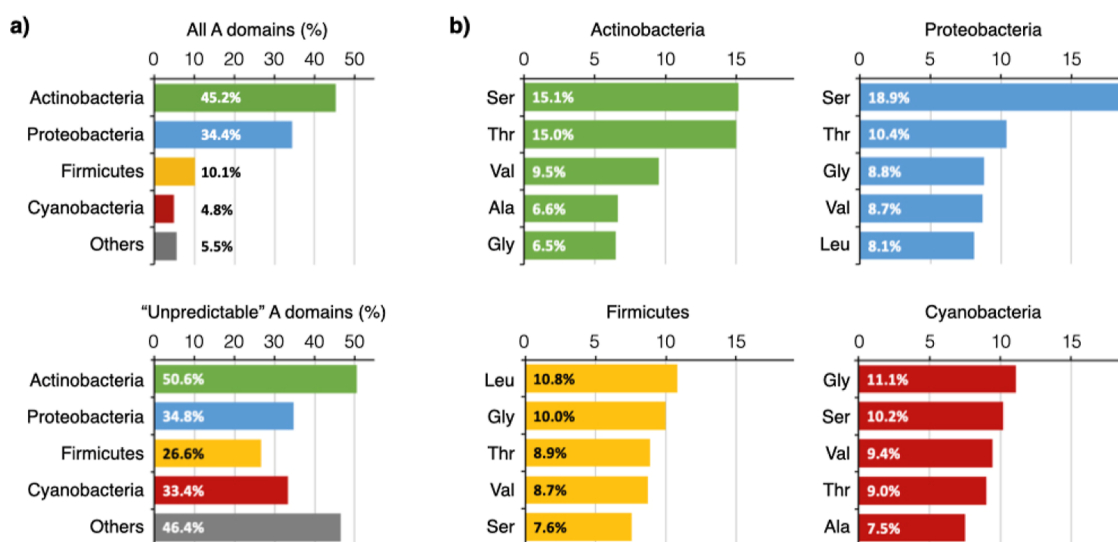 a)
All A domains (%)
0 10 20 30 40 50
Actinobacteria 45.2%
Proteobacteria 34.4%
Firmicutes 10.1%
Cyanobacteria 4.8%
Others 5.5%
“Unpredictable” A domains (%)
0 10 20 30 40 50
Actinobacteria 50.6%
Proteobacteria 34.8%
Firmicutes 26.6%
Cyanobacteria 33.4%
Others 46.4%
b)
Actinobacteria
0 5 10 15
Ser 15.1%
Thr 15.0%
Val 9.5%
Ala 6.6%
Gly 6.5%
Proteobacteria
0 5 10 15
Ser 18.9%
Thr 10.4%
Gly 8.8%
Val 8.7%
Leu 8.1%
Firmicutes
0 5 10 15
Leu 10.8%
Gly 10.0%
Thr 8.9%
Val 8.7%
Ser 7.6%
Cyanobacteria
0 5 10 15
Gly 11.1%
Ser 10.2%
Val 9.4%
Thr 9.0%
Ala 7.5%